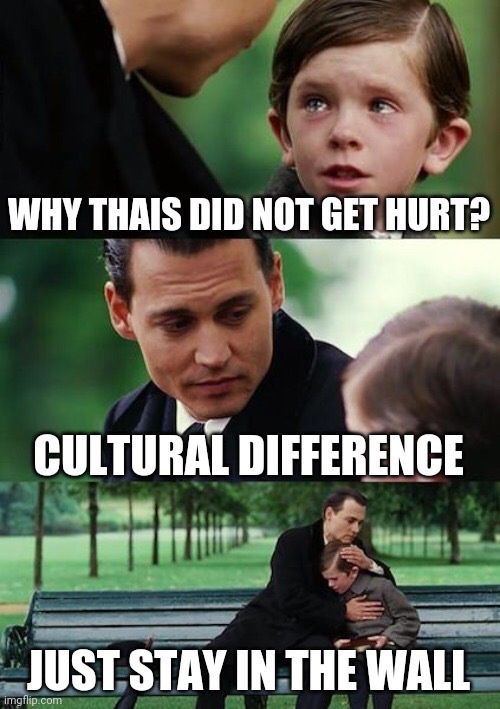 WHY THAIS DID NOT GET HURT?
CULTURAL DIFFERENCE
JUST STAY IN THE WALL
imgflip.com